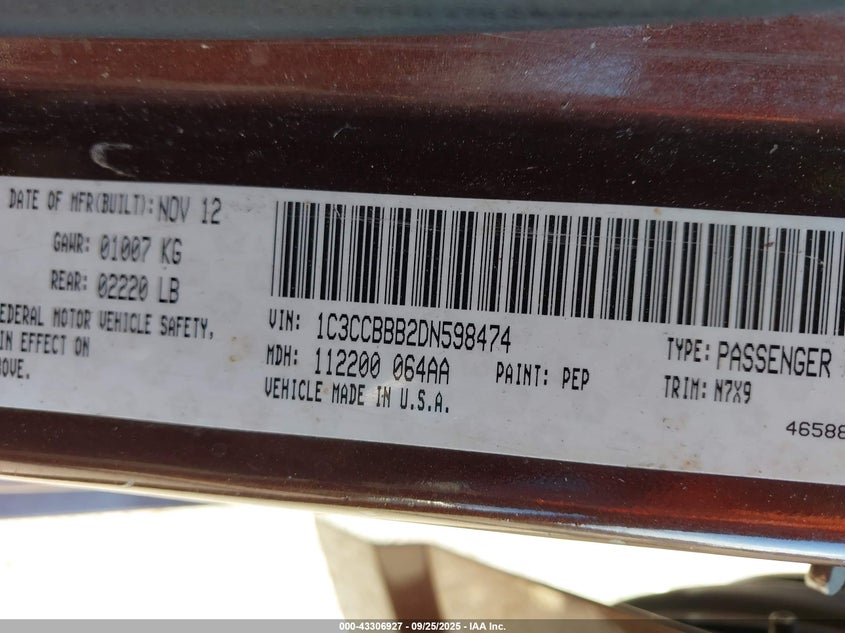 DATE OF MFR(BUILT): NOV 12
GAWR: 01007 KG
REAR: 02220 LB
EDERAL MOTOR VEHICLE SAFETY,
IN EFFECT ON
OVE.
VIN: 1C3CCBBB2DN598474
MDH: 112200 064AA
PAINT: PEP
VEHICLE MADE IN U.S.A.
TYPE: PASSENGER
TRIM: N7X9
46588
000-43306927 - 09/25/2025 - IAA Inc.